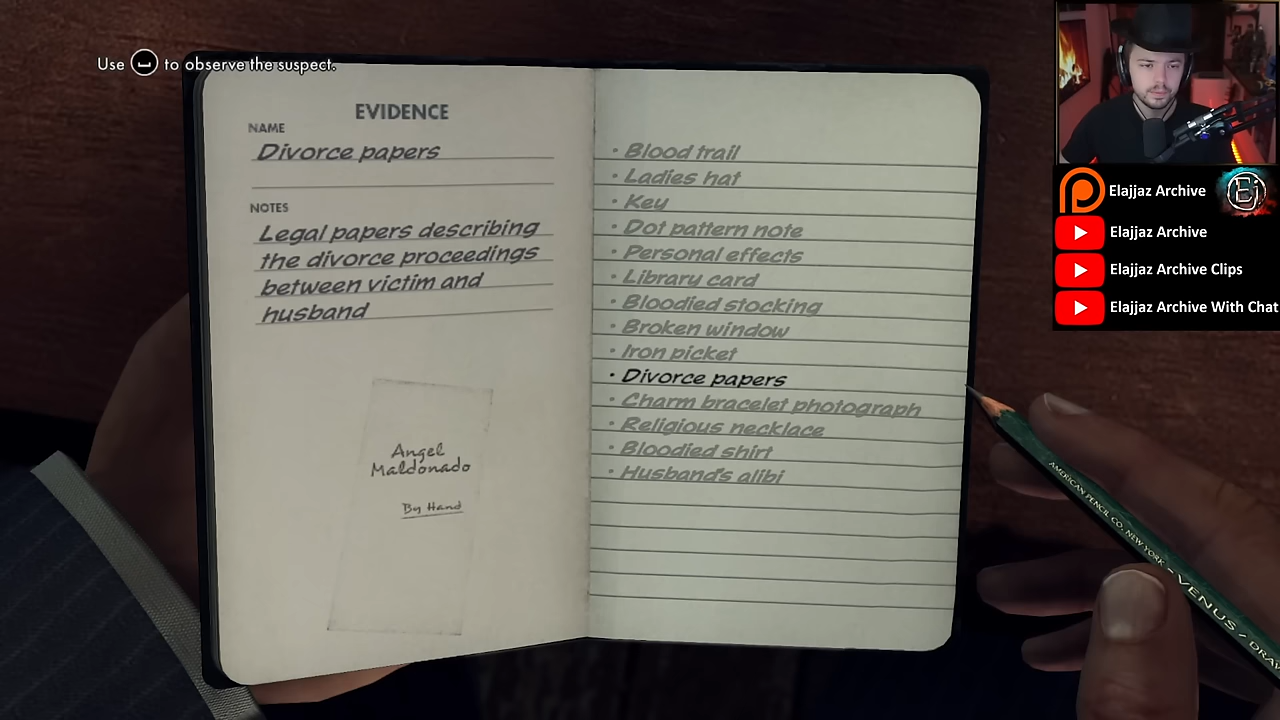 Use to observe the suspect.
EVIDENCE
NAME
Divorce papers
NOTES
Legal papers describing
the divorce proceedings
between victim and
husband
Angel
Maldonado
By Hand
• Blood trail
• Ladies hat
• Key
• Dot pattern note
• Personal effects
• Library card
• Bloodied stocking
• Broken window
• Iron picket
• Divorce papers
• Charm bracelet photograph
• Religious necklace
• Bloodied shirt
• Husband's alibi
AMERICAN PENCIL CO. NEW YORK
VENUS / DRA
Elajjaz Archive
Ej
Elajjaz Archive
Elajjaz Archive Clips
Elajjaz Archive With Chat